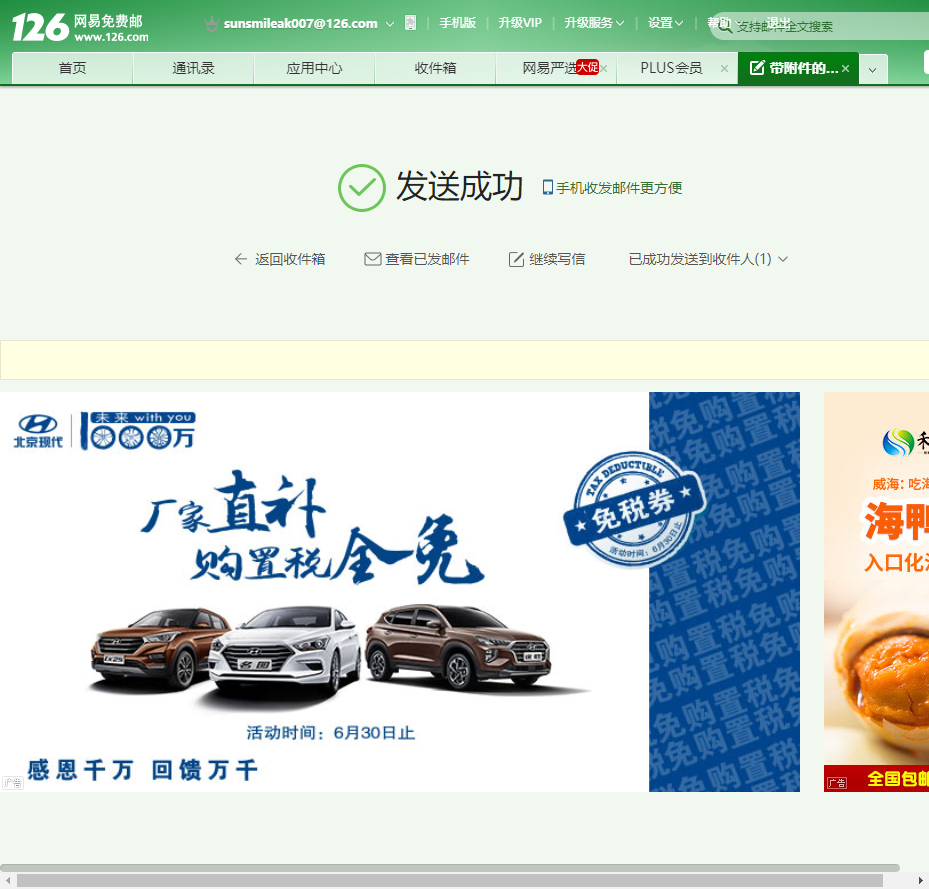 126 网易免费邮
www.126.com
sunsmileak007@126.com 手机版 升级VIP 升级服务 设置 帮助 退出
支持邮件全文搜索
首页 通讯录 应用中心 收件箱 网易严选 大促 PLUS会员 带附件的...
发送成功 手机收发邮件更方便
返回收件箱 查看已发邮件 继续写信 已成功发送到收件人(1)
北京现代
未来 with you
1000万
厂家直补
购置税全免
TAX DEDUCTIBLE
免税券
活动时间：6月30日止
名图
活动时间：6月30日止
感恩千万 回馈万千
广告
威海：吃海
海鸭
入口化
全国包邮
广告